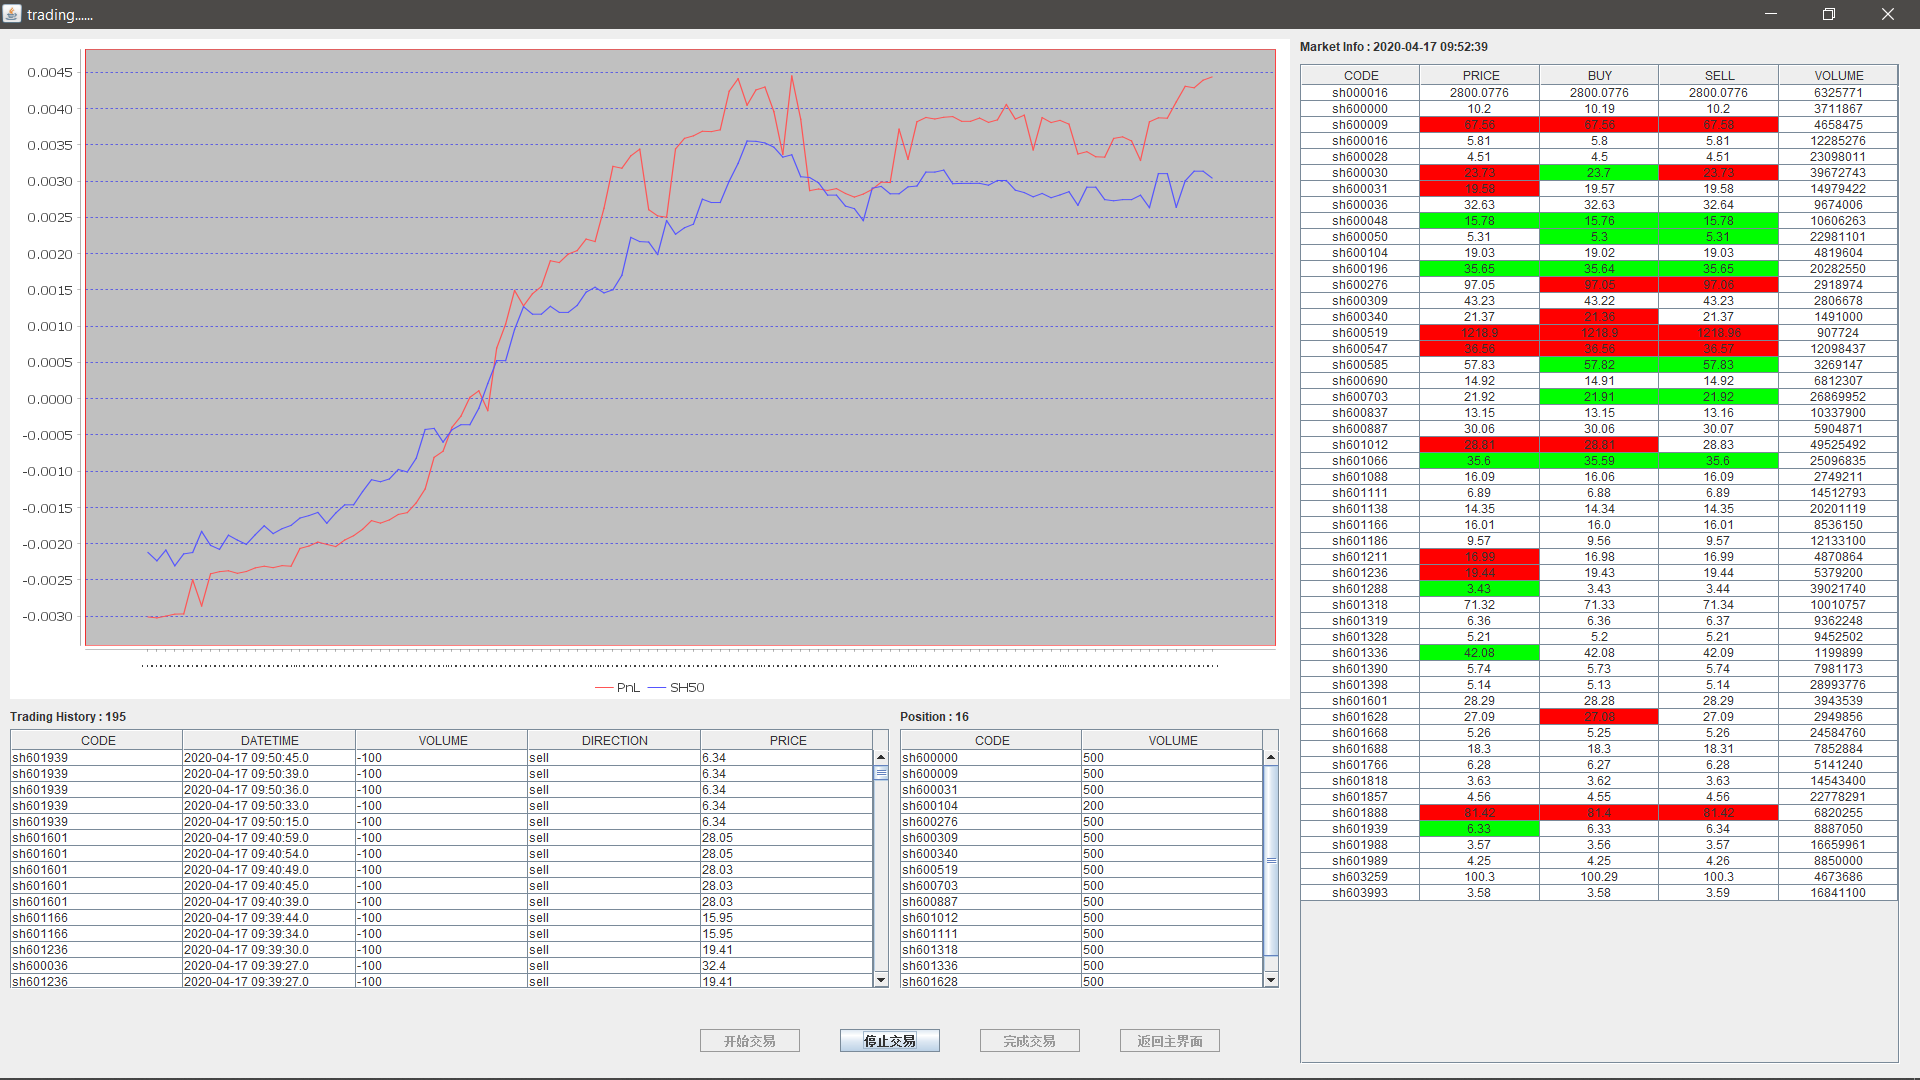 trading......
0.0045
0.0040
0.0035
0.0030
0.0025
0.0020
0.0015
0.0010
0.0005
0.0000
-0.0005
-0.0010
-0.0015
-0.0020
-0.0025
-0.0030
PnL SH50
Trading History : 195
CODE DATETIME VOLUME DIRECTION PRICE
sh601939 2020-04-17 09:50:45.0 -100 sell 6.34
sh601939 2020-04-17 09:50:39.0 -100 sell 6.34
sh601939 2020-04-17 09:50:36.0 -100 sell 6.34
sh601939 2020-04-17 09:50:33.0 -100 sell 6.34
sh601939 2020-04-17 09:50:15.0 -100 sell 6.34
sh601601 2020-04-17 09:40:59.0 -100 sell 28.05
sh601601 2020-04-17 09:40:54.0 -100 sell 28.05
sh601601 2020-04-17 09:40:49.0 -100 sell 28.03
sh601601 2020-04-17 09:40:45.0 -100 sell 28.03
sh601601 2020-04-17 09:40:39.0 -100 sell 28.03
sh601166 2020-04-17 09:39:44.0 -100 sell 15.95
sh601166 2020-04-17 09:39:34.0 -100 sell 15.95
sh601236 2020-04-17 09:39:30.0 -100 sell 19.41
sh600036 2020-04-17 09:39:27.0 -100 sell 32.4
sh601236 2020-04-17 09:39:27.0 -100 sell 19.41
Position : 16
CODE VOLUME
sh600000 500
sh600009 500
sh600031 500
sh600104 200
sh600276 500
sh600309 500
sh600340 500
sh600519 500
sh600703 500
sh600887 500
sh601012 500
sh601111 500
sh601318 500
sh601336 500
sh601628 500
Market Info : 2020-04-17 09:52:39
CODE PRICE BUY SELL VOLUME
sh000016 2800.0776 2800.0776 2800.0776 6325771
sh600000 10.2 10.19 10.2 3711867
sh600009 67.56 67.56 67.58 4658475
sh600016 5.81 5.8 5.81 12285276
sh600028 4.51 4.5 4.51 23098011
sh600030 23.73 23.7 23.73 39672743
sh600031 19.58 19.57 19.58 14979422
sh600036 32.63 32.63 32.64 9674006
sh600048 15.78 15.76 15.78 10606263
sh600050 5.31 5.3 5.31 22981101
sh600104 19.03 19.02 19.03 4819604
sh600196 35.65 35.64 35.65 20282550
sh600276 97.05 97.05 97.06 2918974
sh600309 43.23 43.22 43.23 2806678
sh600340 21.37 21.36 21.37 1491000
sh600519 1218.9 1218.9 1218.96 907724
sh600547 36.56 36.56 36.57 12098437
sh600585 57.83 57.82 57.83 3269147
sh600690 14.92 14.91 14.92 6812307
sh600703 21.92 21.91 21.92 26869952
sh600837 13.15 13.15 13.16 10337900
sh600887 30.06 30.06 30.07 5904871
sh601012 28.81 28.81 28.83 49525492
sh601066 35.6 35.59 35.6 25096835
sh601088 16.09 16.06 16.09 2749211
sh601111 6.89 6.88 6.89 14512793
sh601138 14.35 14.34 14.35 20201119
sh601166 16.01 16.0 16.01 8536150
sh601186 9.57 9.56 9.57 12133100
sh601211 16.99 16.98 16.99 4870864
sh601236 19.44 19.43 19.44 5379200
sh601288 3.43 3.43 3.44 39021740
sh601318 71.32 71.33 71.34 10010757
sh601319 6.36 6.36 6.37 9362248
sh601328 5.21 5.2 5.21 9452502
sh601336 42.08 42.08 42.09 1199899
sh601390 5.74 5.73 5.74 7981173
sh601398 5.14 5.13 5.14 28993776
sh601601 28.29 28.28 28.29 3943539
sh601628 27.09 27.08 27.09 2949856
sh601668 5.26 5.25 5.26 24584760
sh601688 18.3 18.3 18.31 7852884
sh601766 6.28 6.27 6.28 5141240
sh601818 3.63 3.62 3.63 14543400
sh601857 4.56 4.55 4.56 22778291
sh601888 81.42 81.4 81.42 6820255
sh601939 6.33 6.33 6.34 8887050
sh601988 3.57 3.56 3.57 16659961
sh601989 4.25 4.25 4.26 8850000
sh603259 100.3 100.29 100.3 4673686
sh603993 3.58 3.58 3.59 16841100
开始交易 停止交易 完成交易 返回主界面